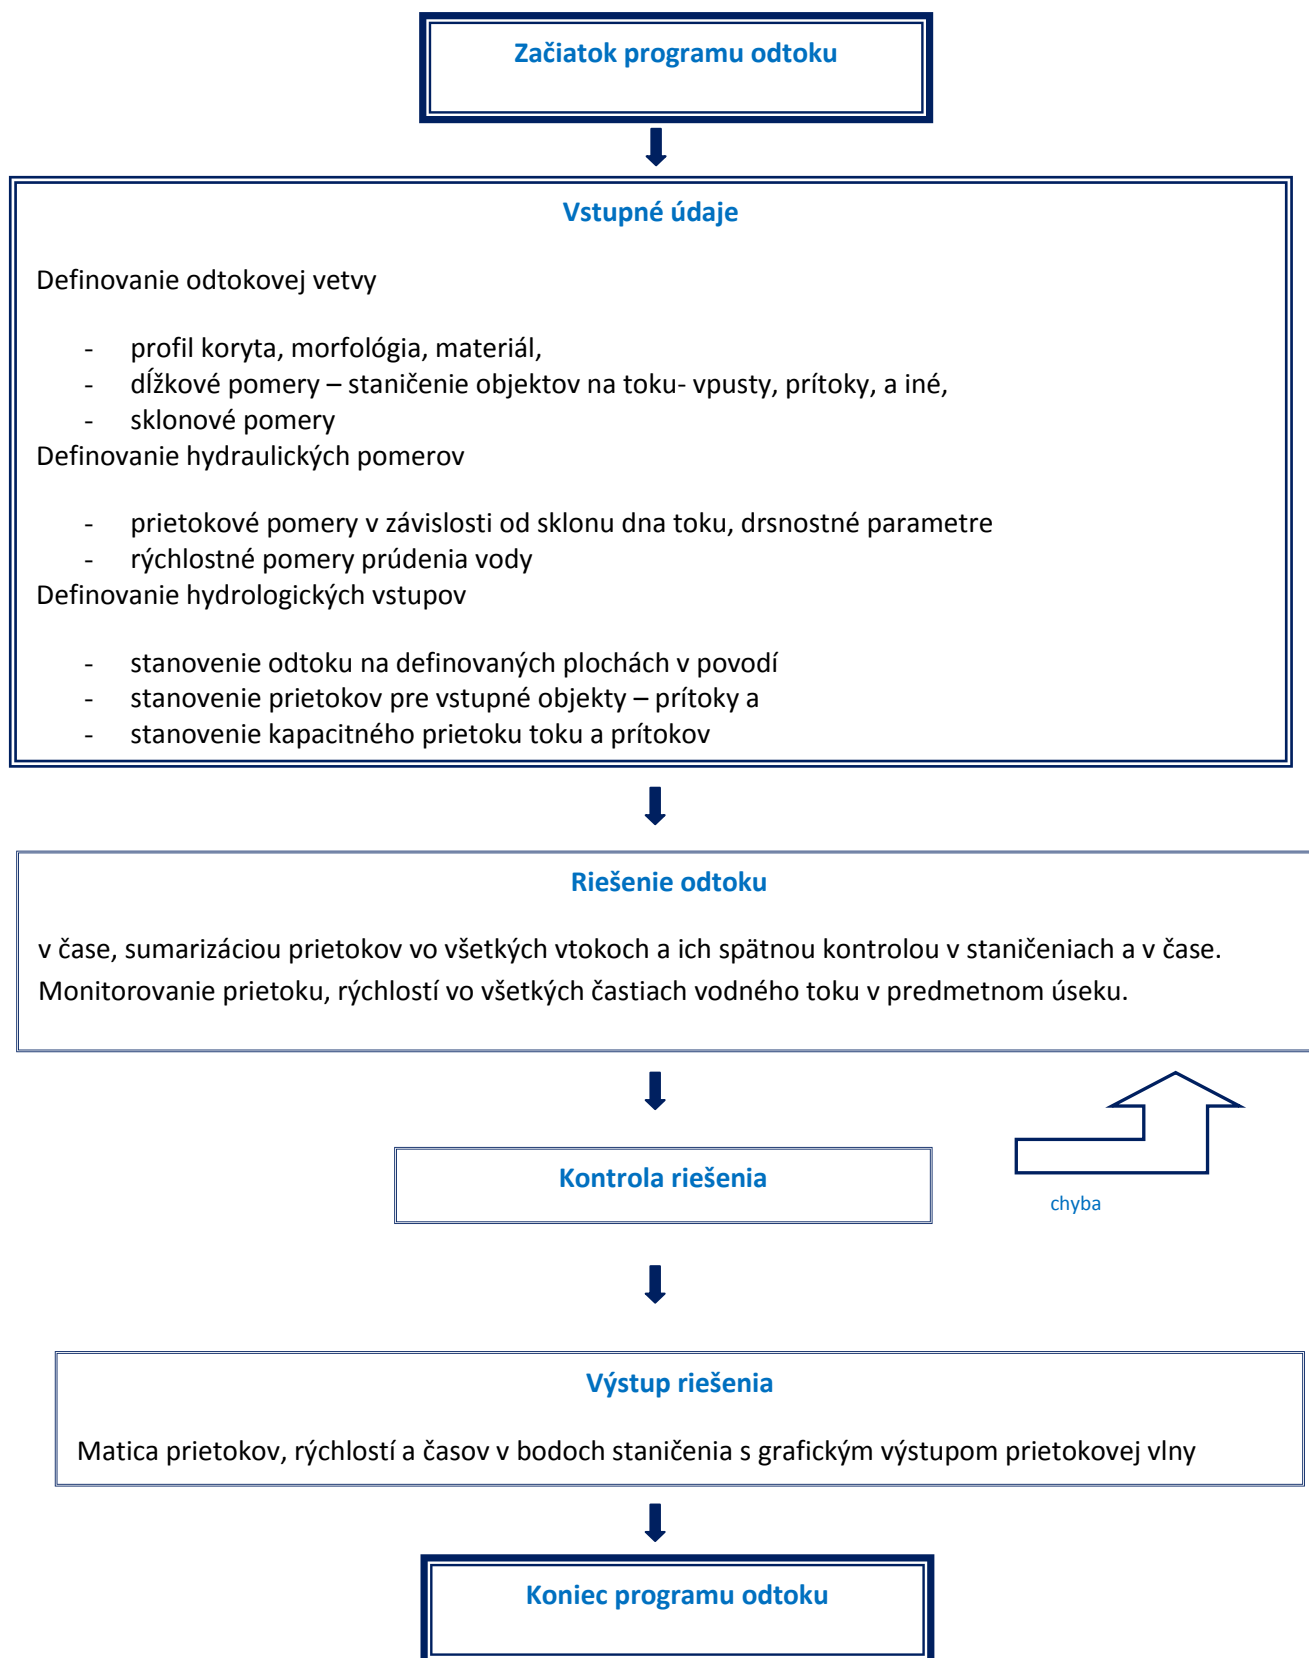 Začiatok programu odtoku
Vstupné údaje
Definovanie odtokovej vetvy
- profil koryta, morfológia, materiál,
- dĺžkové pomery – staničenie objektov na toku- vpusty, prítoky, a iné,
- sklonové pomery
Definovanie hydraulických pomerov
- prietokové pomery v závislosti od sklonu dna toku, drsnostné parametre
- rýchlostné pomery prúdenia vody
Definovanie hydrologických vstupov
- stanovenie odtoku na definovaných plochách v povodí
- stanovenie prietokov pre vstupné objekty – prítoky a
- stanovenie kapacitného prietoku toku a prítokov
Riešenie odtoku
v čase, sumarizáciou prietokov vo všetkých vtokoch a ich spätnou kontrolou v staničeniach a v čase.
Monitorovanie prietoku, rýchlostí vo všetkých častiach vodného toku v predmetnom úseku.
Kontrola riešenia
chyba
Výstup riešenia
Matica prietokov, rýchlostí a časov v bodoch staničenia s grafickým výstupom prietokovej vlny
Koniec programu odtoku